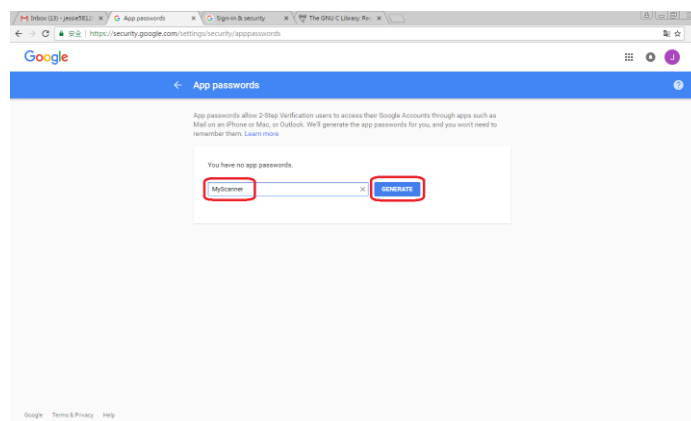 Inbox (13) - jessie5812
App passwords
Sign-in & security
The GNU C Library: Re
安全 | https://security.google.com/settings/security/apppasswords
Google
J
← App passwords
?
App passwords allow 2-Step Verification users to access their Google Accounts through apps such as
Mail on an iPhone or Mac, or Outlook. We'll generate the app passwords for you, and you won't need to
remember them. Learn more
You have no app passwords.
MyScanner
GENERATE
Google Terms & Privacy Help